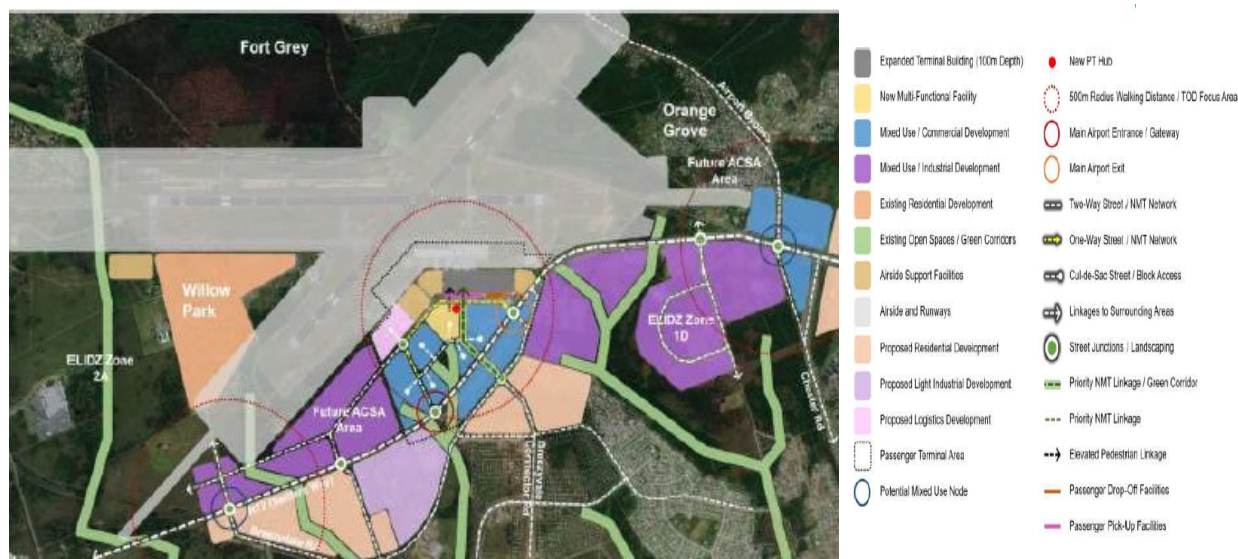 Fort Grey
Orange
Grove
Airport Bypass
Future ACSA
Area
Willow
Park
ELIDZ Zone
2A
ELIDZ Zone
1D
Future ACSA
Area
Chester Rd
Breezyvale
Connector Rd
Expanded Terminal Building (100m Depth)
New Multi-Functional Facility
Mixed Use / Commercial Development
Mixed Use / Industrial Development
Existing Residential Development
Existing Open Spaces / Green Corridors
Airside Support Facilities
Airside and Runways
Proposed Residential Development
Proposed Light Industrial Development
Proposed Logistics Development
Passenger Terminal Area
Potential Mixed Use Node
New PT Hub
500m Radius Walking Distance / TOD Focus Area
Main Airport Entrance / Gateway
Main Airport Exit
Two-Way Street / NMT Network
One-Way Street / NMT Network
Cul-de-Sac Street / Block Access
Linkages to Surrounding Areas
Street Junctions / Landscaping
Priority NMT Linkage / Green Corridor
Priority NMT Linkage
Elevated Pedestrian Linkage
Passenger Drop-Off Facilities
Passenger Pick-Up Facilities